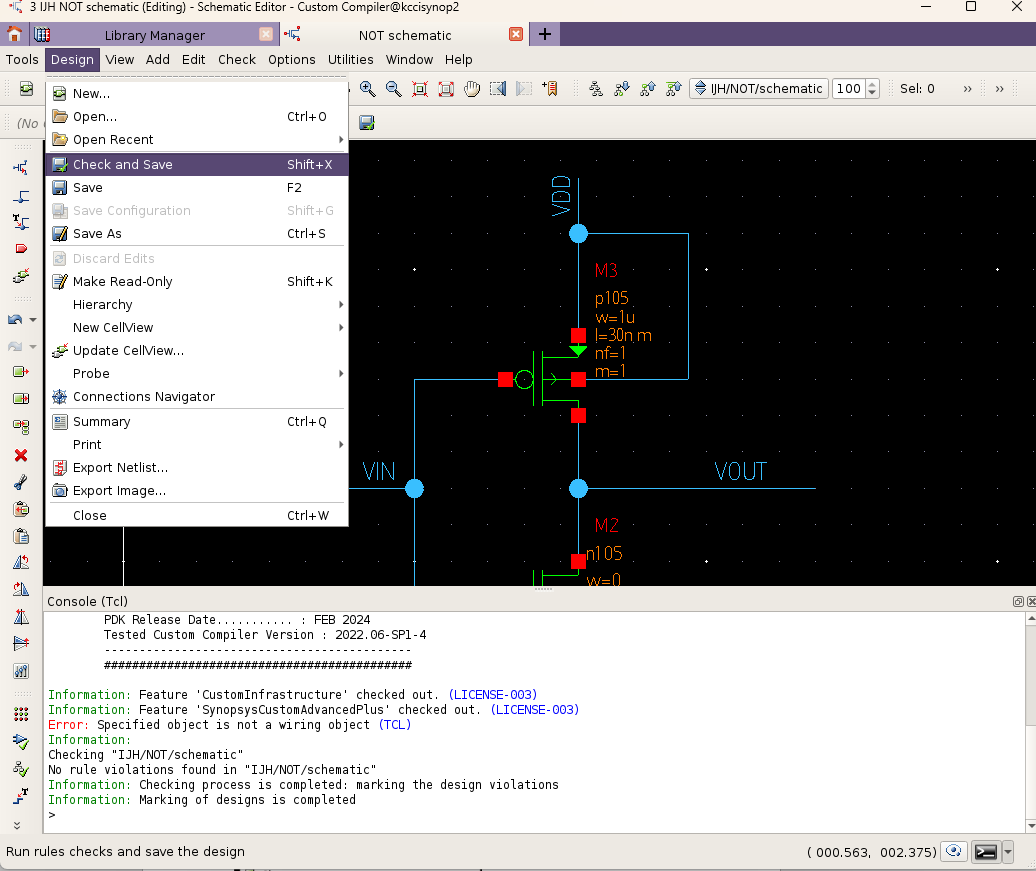 3 IJH NOT schematic (Editing) - Schematic Editor - Custom Compiler@kccisynop2
Library Manager
NOT schematic
Tools Design View Add Edit Check Options Utilities Window Help
IJH/NOT/schematic 100 Sel: 0 » »
(No
New...
Open... Ctrl+O
Open Recent
Check and Save Shift+X
Save F2
Save Configuration Shift+G
Save As Ctrl+S
Discard Edits
Make Read-Only Shift+K
Hierarchy
New CellView
Update CellView...
Probe
Connections Navigator
Summary Ctrl+Q
Print
Export Netlist...
Export Image...
Close Ctrl+W
VDD
M3
p105
w=1u
l=30n m
nf=1
m=1
VIN
VOUT
M2
n105
w=0
Console (Tcl)
PDK Release Date........... : FEB 2024
Tested Custom Compiler Version : 2022.06-SP1-4
--------------------------------------------
############################################
Information: Feature 'CustomInfrastructure' checked out. (LICENSE-003)
Information: Feature 'SynopsysCustomAdvancedPlus' checked out. (LICENSE-003)
Error: Specified object is not a wiring object (TCL)
Information:
Checking "IJH/NOT/schematic"
No rule violations found in "IJH/NOT/schematic"
Information: Checking process is completed: marking the design violations
Information: Marking of designs is completed
>
Run rules checks and save the design
( 000.563, 002.375)